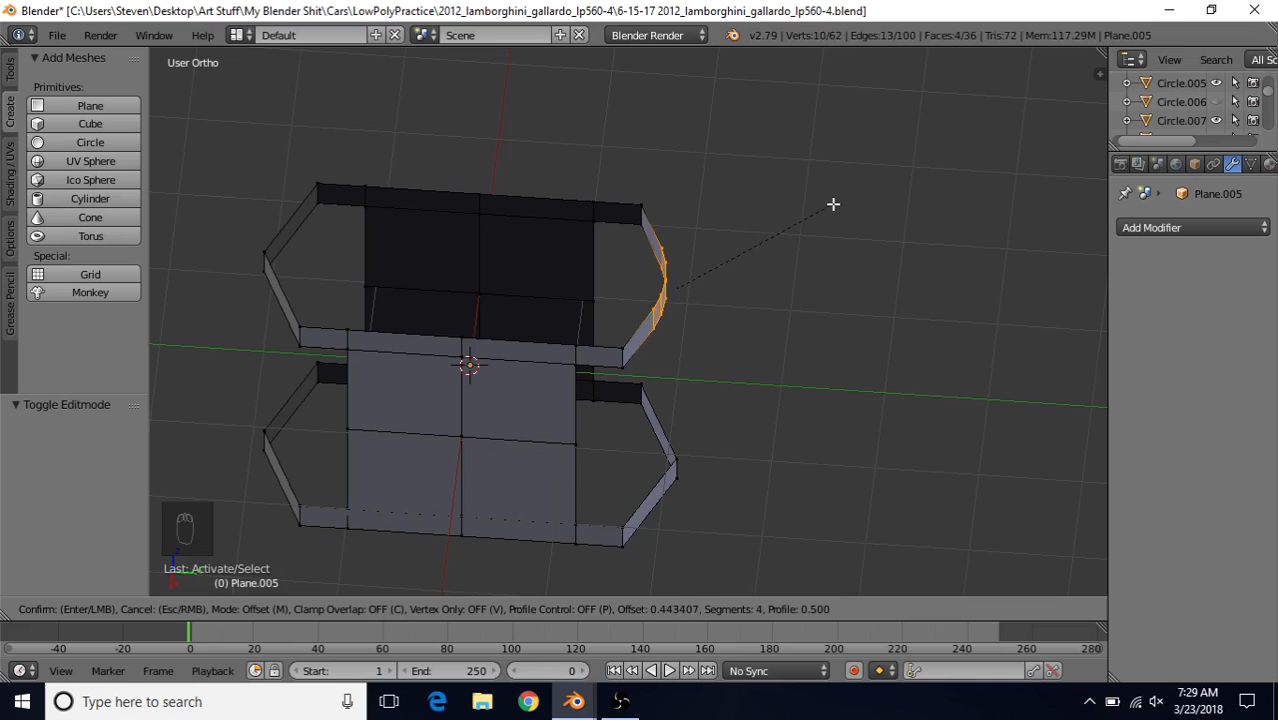 Blender* [C:\Users\Steven\Desktop\Art Stuff\My Blender Shit\Cars\LowPolyPractice\2012_lamborghini_gallardo_lp560-4\6-15-17 2012_lamborghini_gallardo_lp560-4.blend]
File Render Window Help Default Scene Blender Render v2.79 | Verts:10/62 | Edges:13/100 | Faces:4/36 | Tris:72 | Mem:117.29M | Plane.005
Tools
Create
Shading / UVs
Options
Grease Pencil
Add Meshes
Primitives:
Plane
Cube
Circle
UV Sphere
Ico Sphere
Cylinder
Cone
Torus
Special:
Grid
Monkey
Toggle Editmode
User Ortho
Last: Activate/Select
(0) Plane.005
View Search All Sc
Circle.005
Circle.006
Circle.007
Plane.005
Add Modifier
Confirm: (Enter/LMB), Cancel: (Esc/RMB), Mode: Offset (M), Clamp Overlap: OFF (C), Vertex Only: OFF (V), Profile Control: OFF (P), Offset: 0.443407, Segments: 4, Profile: 0.500
-40 -20 0 20 40 60 80 100 120 140 160 180 200 220 240 260 280
View Marker Frame Playback Start: 1 End: 250 0 No Sync
Type here to search
7:29 AM
3/23/2018